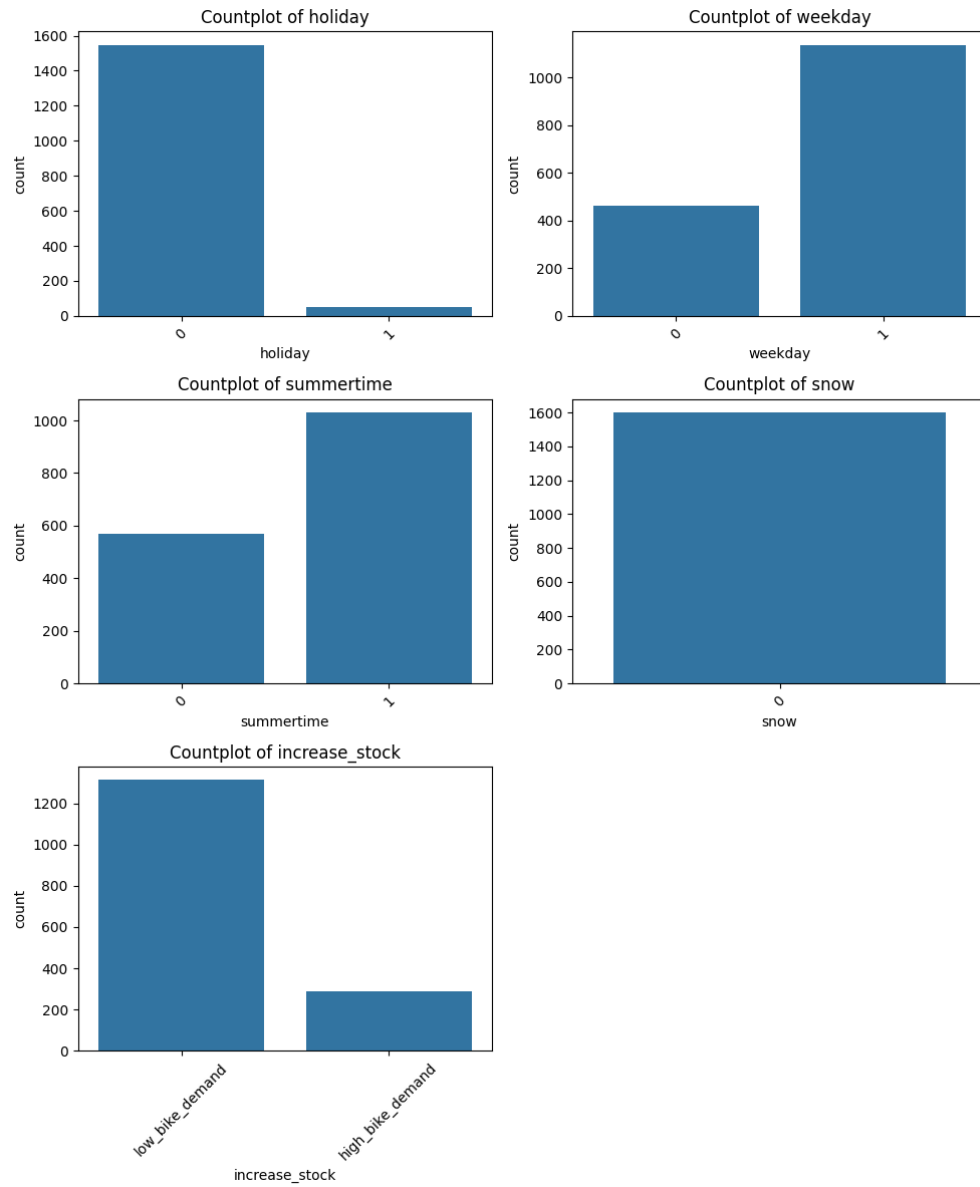 Countplot of holiday
1600
1400
1200
1000
800
600
400
200
0
count
0
1
holiday
Countplot of weekday
1000
800
600
400
200
0
count
0
1
weekday
Countplot of summertime
1000
800
600
400
200
0
count
0
1
summertime
Countplot of snow
1600
1400
1200
1000
800
600
400
200
0
count
0
snow
Countplot of increase_stock
1200
1000
800
600
400
200
0
count
low_bike_demand
high_bike_demand
increase_stock